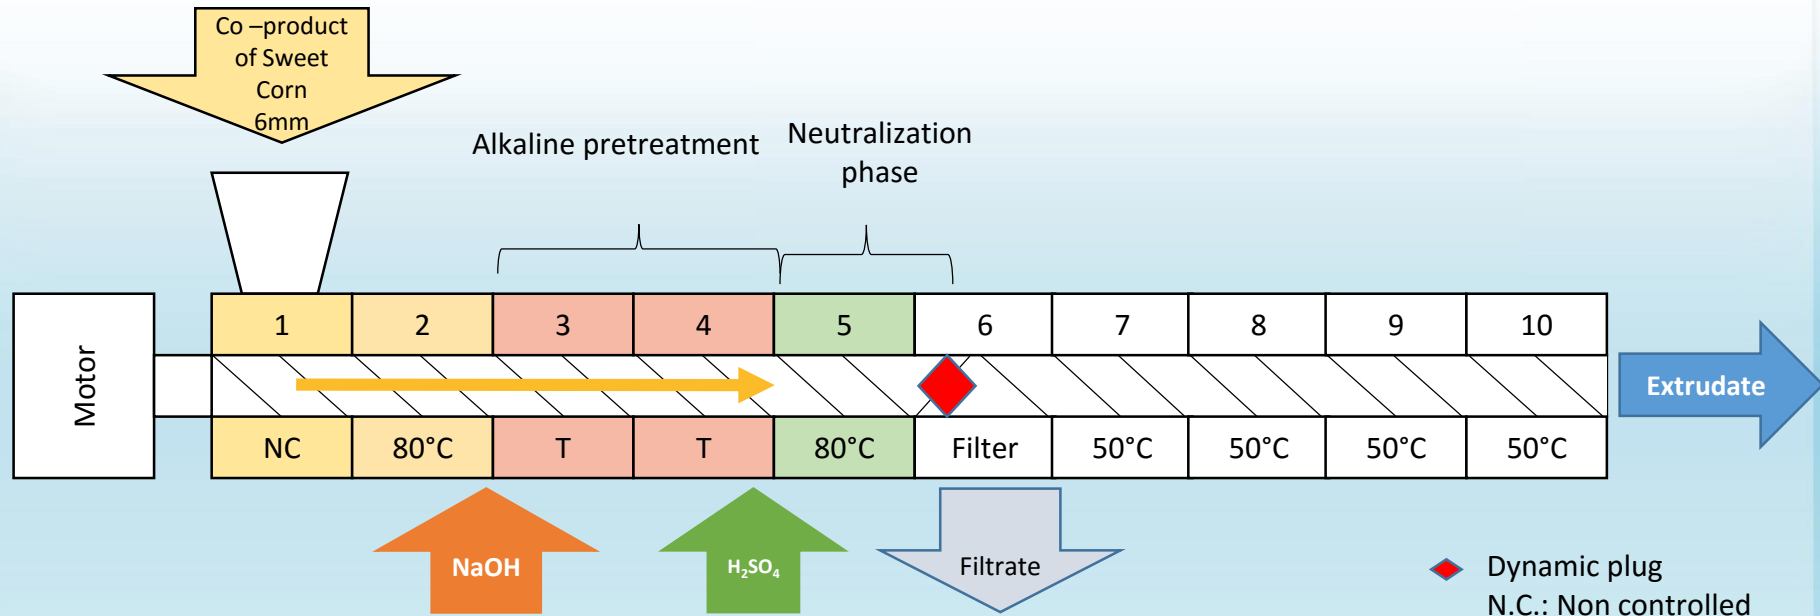 Co –product
of Sweet
Corn
6mm
Alkaline pretreatment
Neutralization
phase
Motor
1 2 3 4 5 6 7 8 9 10
Extrudate
NC 80°C T T 80°C Filter 50°C 50°C 50°C 50°C
NaOH
H₂SO₄
Filtrate
Dynamic plug
N.C.: Non controlled